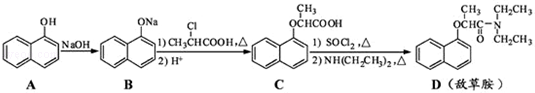 OH
NaOH
A
ONa
B
Cl
1) CH₃CHCOOH,△
2) H⁺
CH₃
OCHCOOH
C
1) SOCl₂,△
2) NH(CH₂CH₃)₂,△
CH₃
OCHC
O
N
CH₂CH₃
CH₂CH₃
D（敌草胺）